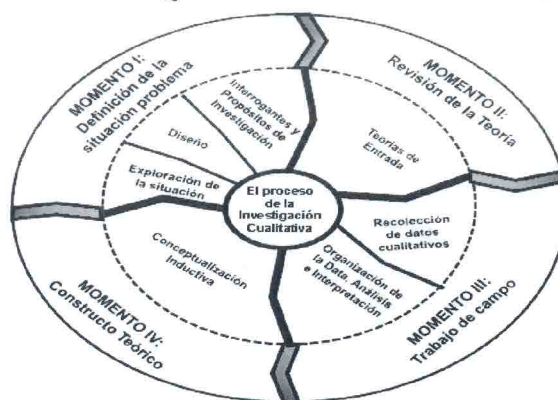 MOMENTO I:
Definición de la
situación problema
Interrogantes y
Propósitos de
Investigación
Diseño
Exploración de
la situación
MOMENTO II:
Revisión de la Teoría
Teorías de
Entrada
El proceso
de la
Investigación
Cualitativa
Recolección
de datos
cualitativos
Organización de
la Data, Análisis
e Interpretación
MOMENTO III:
Trabajo de campo
Conceptualización
Inductiva
MOMENTO IV:
Constructo Teórico